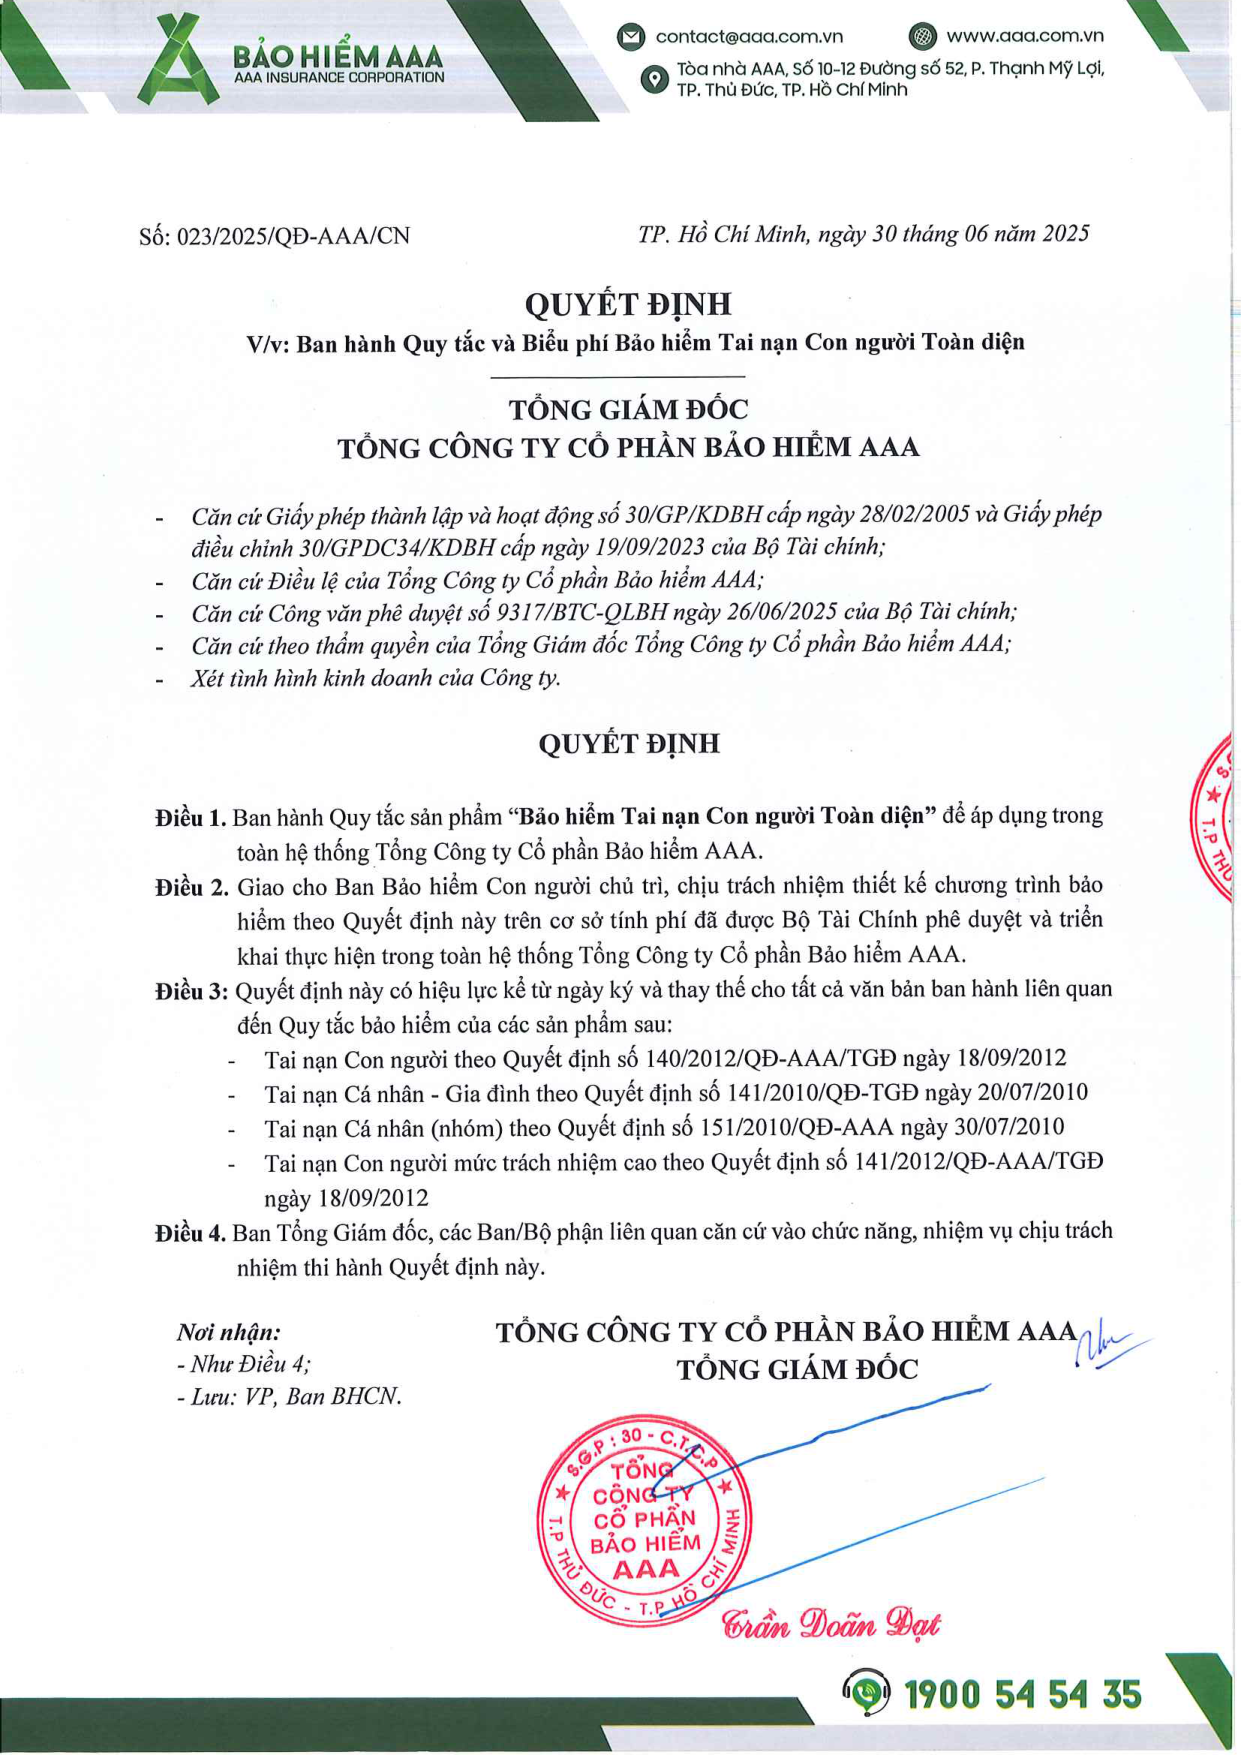 BẢO HIỂM AAA
AAA INSURANCE CORPORATION
contact@aaa.com.vn
www.aaa.com.vn
Tòa nhà AAA, Số 10-12 Đường số 52, P. Thạnh Mỹ Lợi,
TP. Thủ Đức, TP. Hồ Chí Minh
Số: 023/2025/QĐ-AAA/CN
TP. Hồ Chí Minh, ngày 30 tháng 06 năm 2025
QUYẾT ĐỊNH
V/v: Ban hành Quy tắc và Biểu phí Bảo hiểm Tai nạn Con người Toàn diện
TỔNG GIÁM ĐỐC
TỔNG CÔNG TY CỔ PHẦN BẢO HIỂM AAA
- Căn cứ Giấy phép thành lập và hoạt động số 30/GP/KDBH cấp ngày 28/02/2005 và Giấy phép
điều chỉnh 30/GPDC34/KDBH cấp ngày 19/09/2023 của Bộ Tài chính;
- Căn cứ Điều lệ của Tổng Công ty Cổ phần Bảo hiểm AAA;
- Căn cứ Công văn phê duyệt số 9317/BTC-QLBH ngày 26/06/2025 của Bộ Tài chính;
- Căn cứ theo thẩm quyền của Tổng Giám đốc Tổng Công ty Cổ phần Bảo hiểm AAA;
- Xét tình hình kinh doanh của Công ty.
QUYẾT ĐỊNH
Điều 1. Ban hành Quy tắc sản phẩm “Bảo hiểm Tai nạn Con người Toàn diện” để áp dụng trong
toàn hệ thống Tổng Công ty Cổ phần Bảo hiểm AAA.
Điều 2. Giao cho Ban Bảo hiểm Con người chủ trì, chịu trách nhiệm thiết kế chương trình bảo
hiểm theo Quyết định này trên cơ sở tính phí đã được Bộ Tài Chính phê duyệt và triển
khai thực hiện trong toàn hệ thống Tổng Công ty Cổ phần Bảo hiểm AAA.
Điều 3: Quyết định này có hiệu lực kể từ ngày ký và thay thế cho tất cả văn bản ban hành liên quan
đến Quy tắc bảo hiểm của các sản phẩm sau:
- Tai nạn Con người theo Quyết định số 140/2012/QĐ-AAA/TGĐ ngày 18/09/2012
- Tai nạn Cá nhân - Gia đình theo Quyết định số 141/2010/QĐ-TGĐ ngày 20/07/2010
- Tai nạn Cá nhân (nhóm) theo Quyết định số 151/2010/QĐ-AAA ngày 30/07/2010
- Tai nạn Con người mức trách nhiệm cao theo Quyết định số 141/2012/QĐ-AAA/TGĐ
ngày 18/09/2012
Điều 4. Ban Tổng Giám đốc, các Ban/Bộ phận liên quan căn cứ vào chức năng, nhiệm vụ chịu trách
nhiệm thi hành Quyết định này.
Nơi nhận:
- Như Điều 4;
- Lưu: VP, Ban BHCN.
TỔNG CÔNG TY CỔ PHẦN BẢO HIỂM AAA
TỔNG GIÁM ĐỐC
S.G.P : 30 - C.T.C.P
TỔNG
CÔNG TY
CỔ PHẦN
BẢO HIỂM
AAA
T.P THỦ ĐỨC - T.P HỒ CHÍ MINH
Trần Doãn Đạt
1900 54 54 35